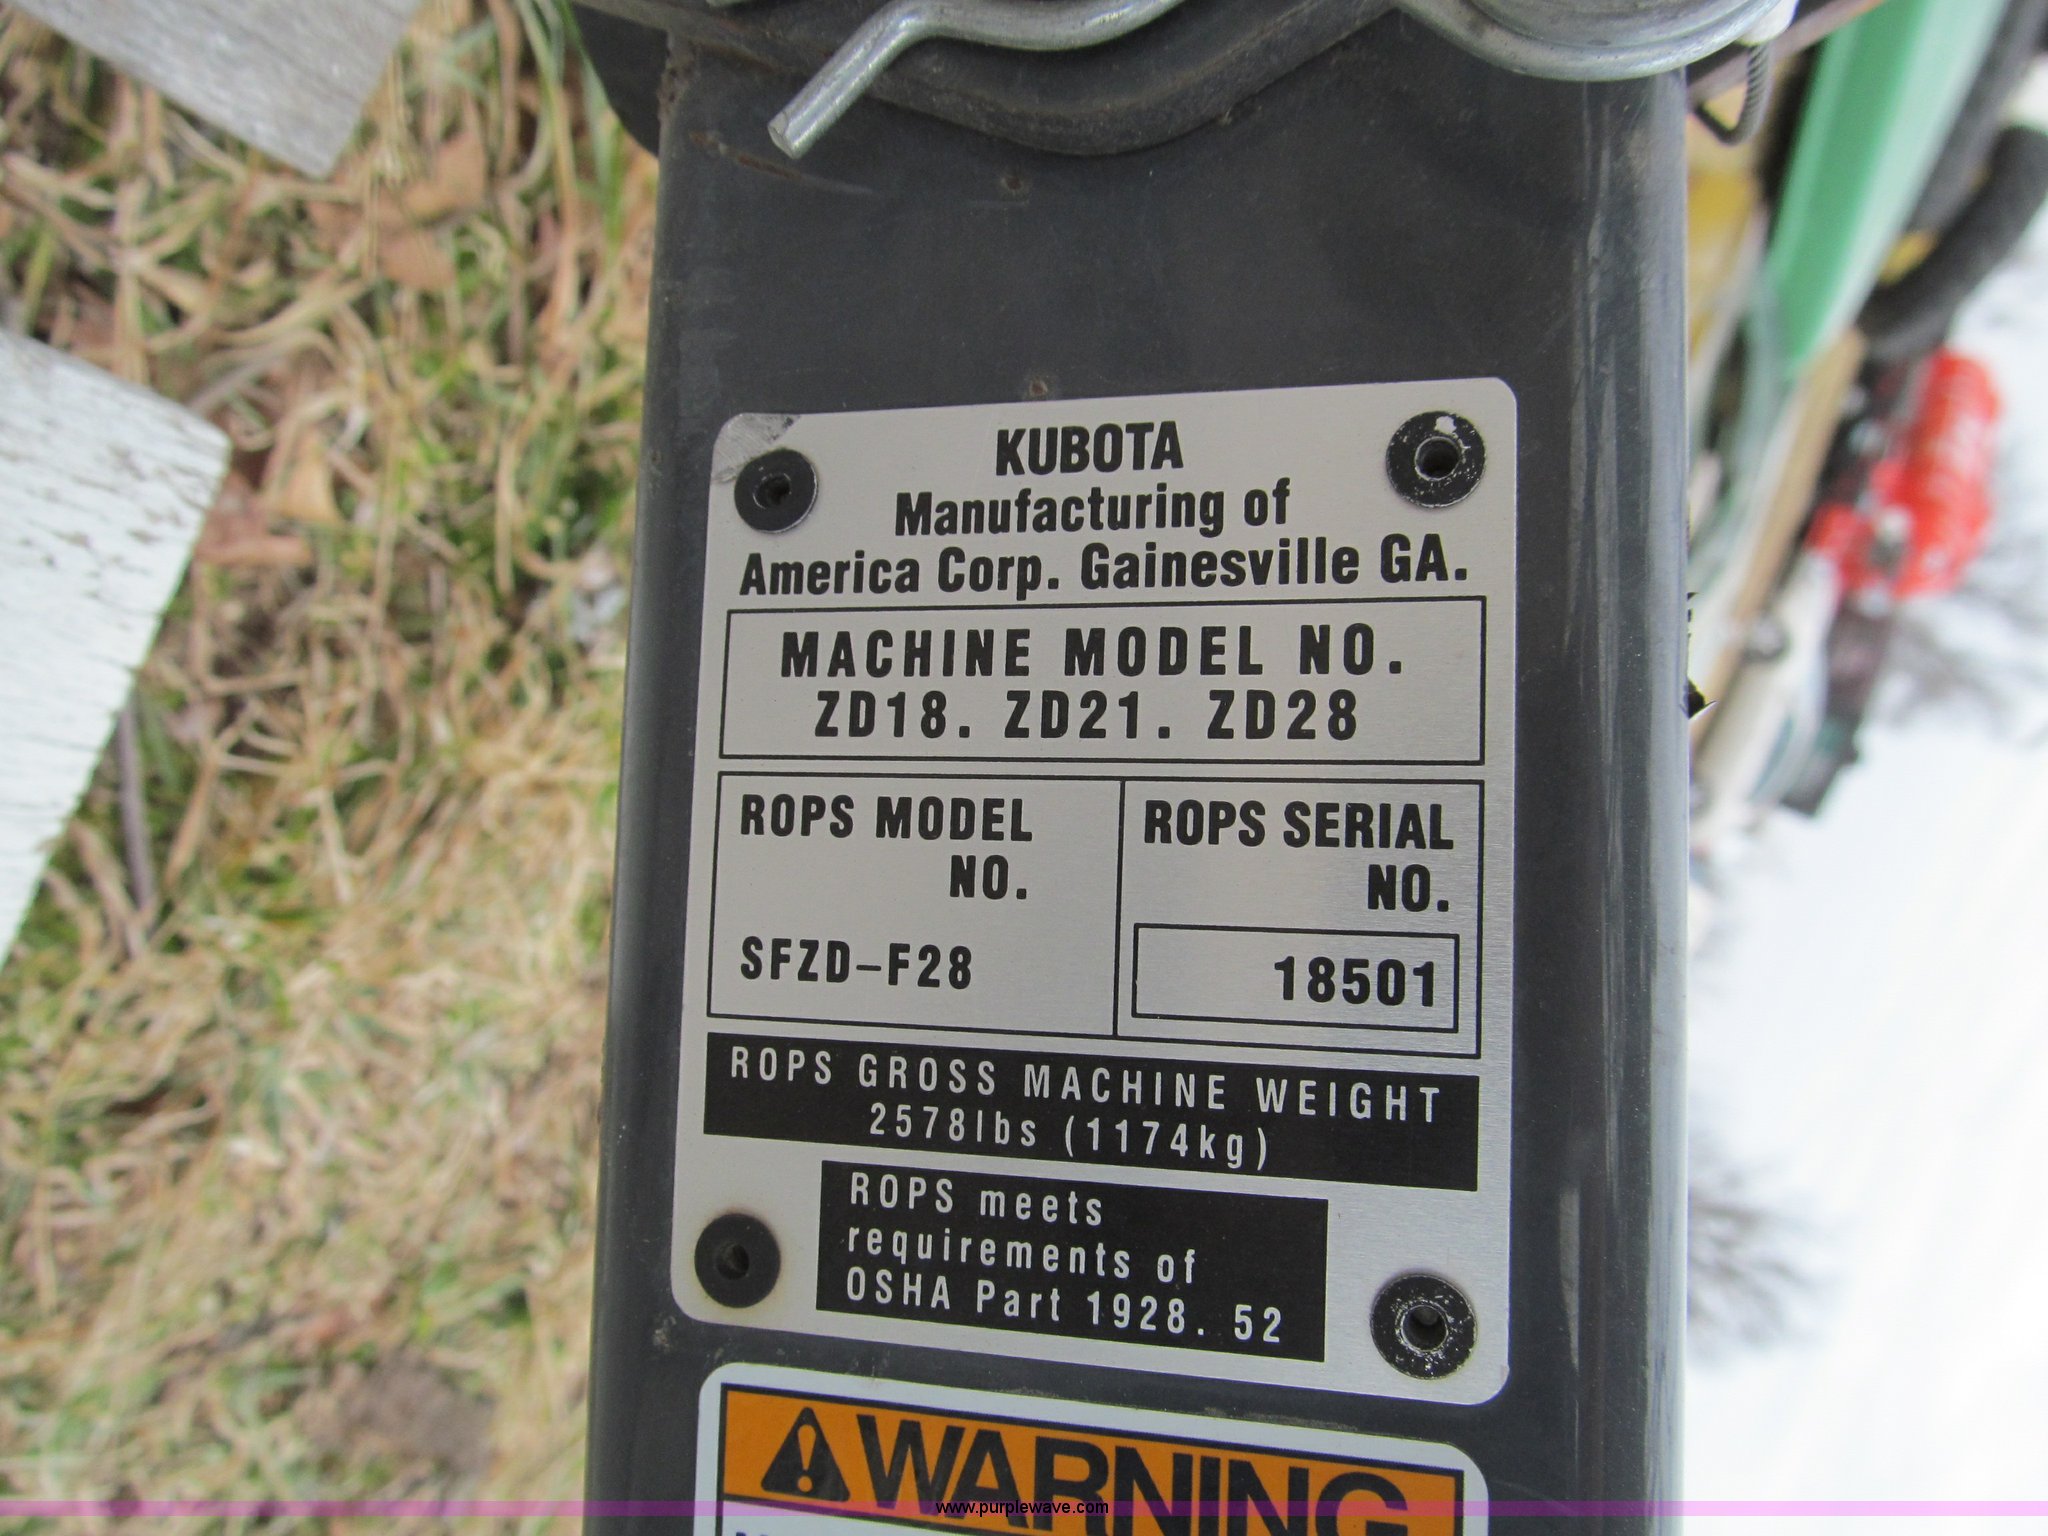 KUBOTA
Manufacturing of
America Corp. Gainesville GA.
MACHINE MODEL NO.
ZD18. ZD21. ZD28
ROPS MODEL
NO.
SFZD-F28
ROPS SERIAL
NO.
18501
ROPS GROSS MACHINE WEIGHT
2578lbs (1174kg)
ROPS meets
requirements of
OSHA Part 1928. 52
WARNING
www.purplewave.com